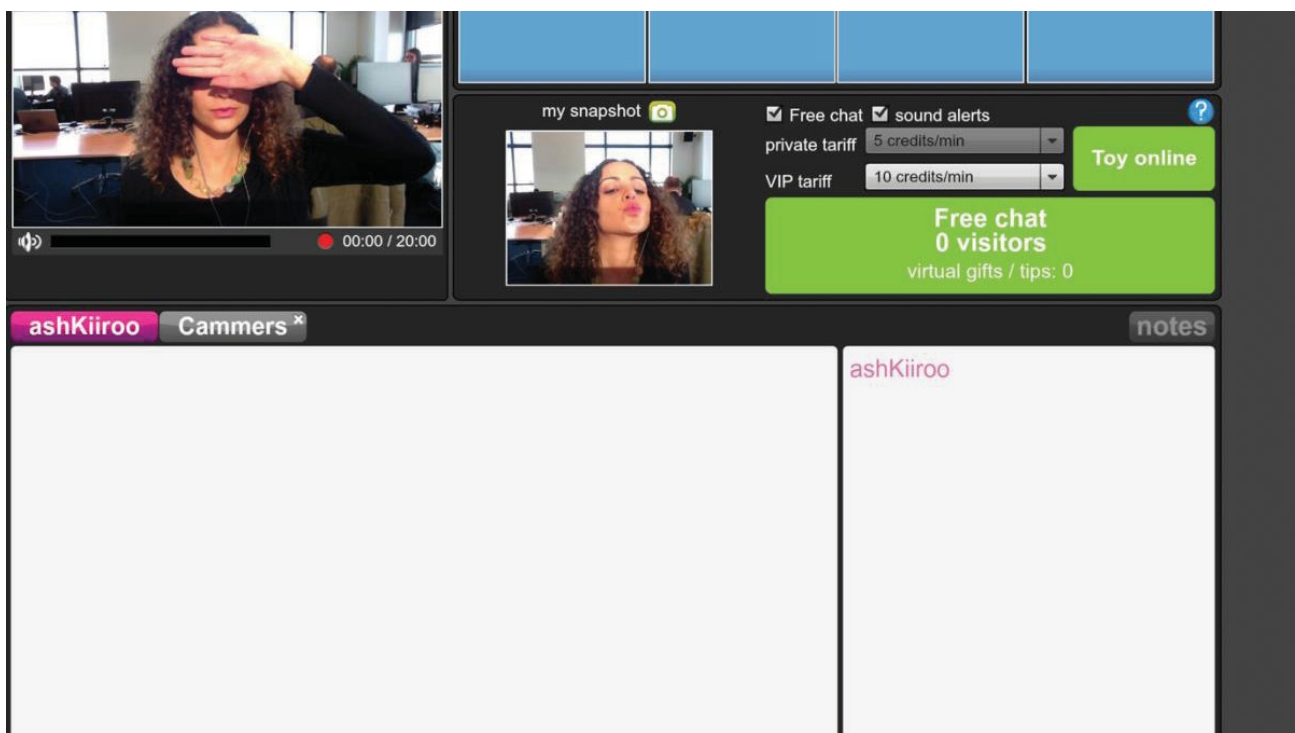 my snapshot
Free chat sound alerts
private tariff 5 credits/min
Toy online
VIP tariff 10 credits/min
Free chat
0 visitors
virtual gifts / tips: 0
00:00 / 20:00
ashKiiroo Cammers x notes
ashKiiroo
?